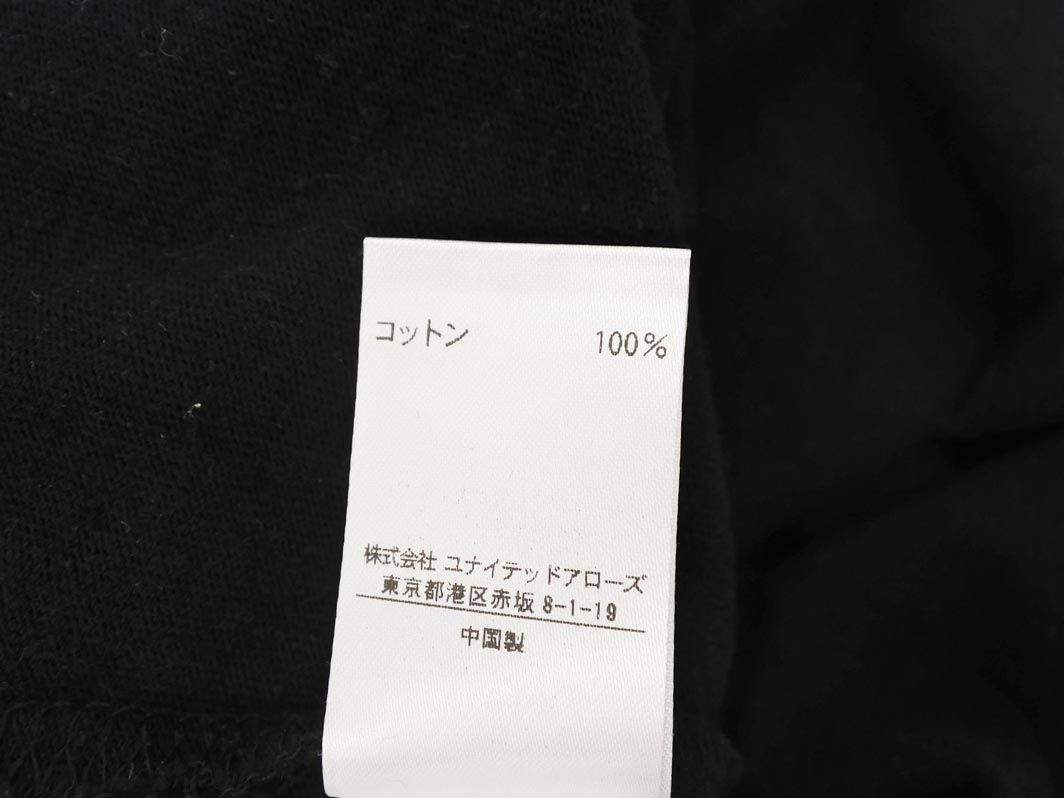 コットン 100%
株式会社 ユナイテッドアローズ
東京都港区赤坂 8-1-19
中国製